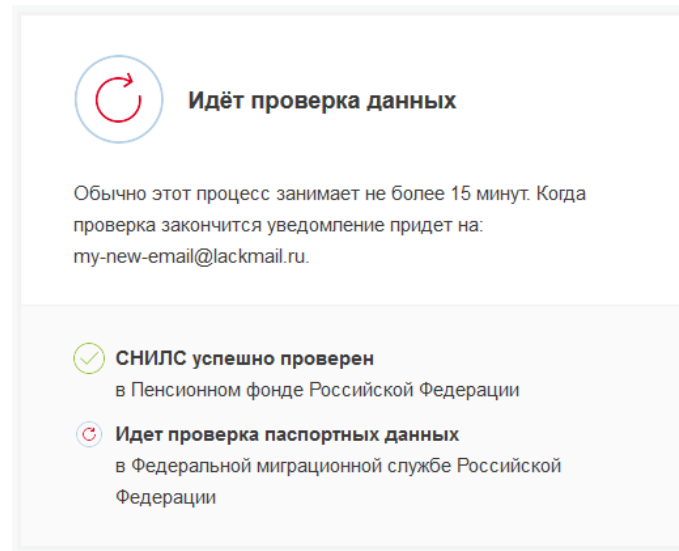 Идёт проверка данных
Обычно этот процесс занимает не более 15 минут. Когда
проверка закончится уведомление придет на:
my-new-email@lackmail.ru.
СНИЛС успешно проверен
в Пенсионном фонде Российской Федерации
Идет проверка паспортных данных
в Федеральной миграционной службе Российской
Федерации